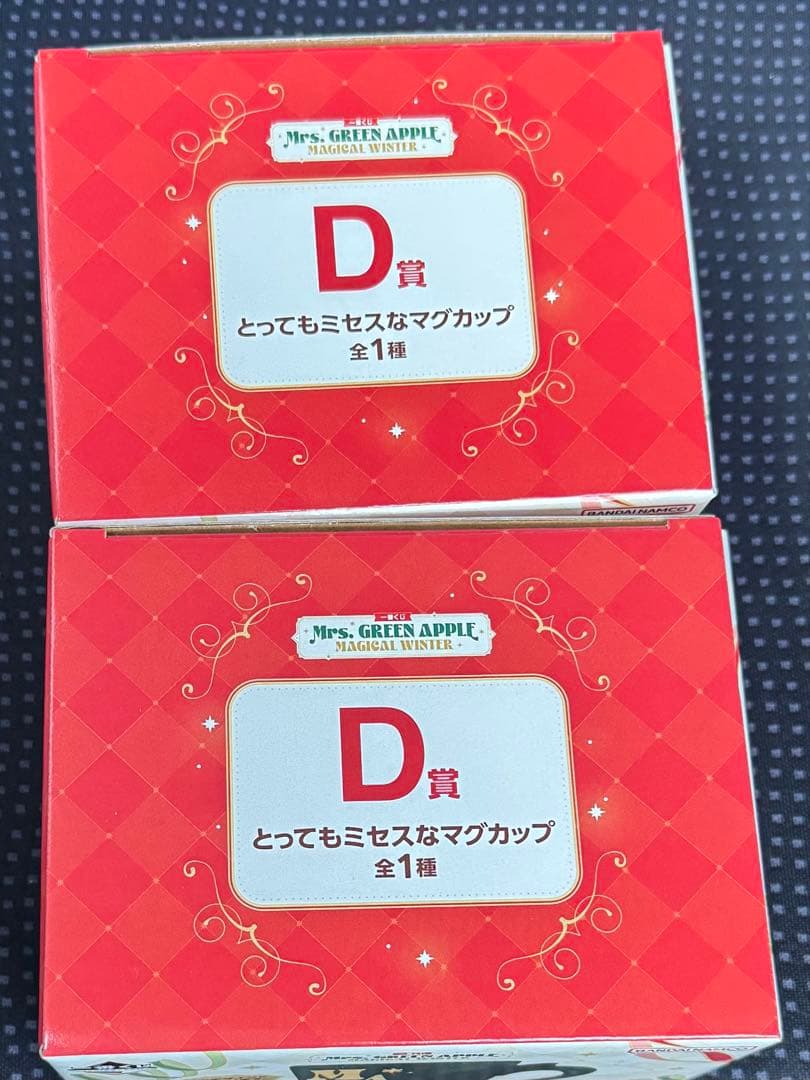 一番くじ
Mrs. GREEN APPLE
MAGICAL WINTER
D賞
とってもミセスなマグカップ
全1種
BANDAI NAMCO
一番くじ
Mrs. GREEN APPLE
MAGICAL WINTER
D賞
とってもミセスなマグカップ
全1種
BANDAI NAMCO
Mrs. GREEN APPLE